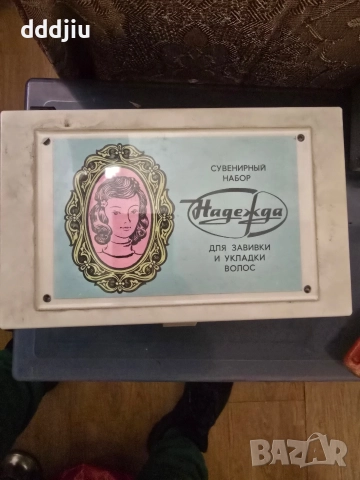 dddjiu
СУВЕНИРНЫЙ
НАБОР
Надежда
ДЛЯ ЗАВИВКИ
И УКЛАДКИ
ВОЛОС
BAZAR